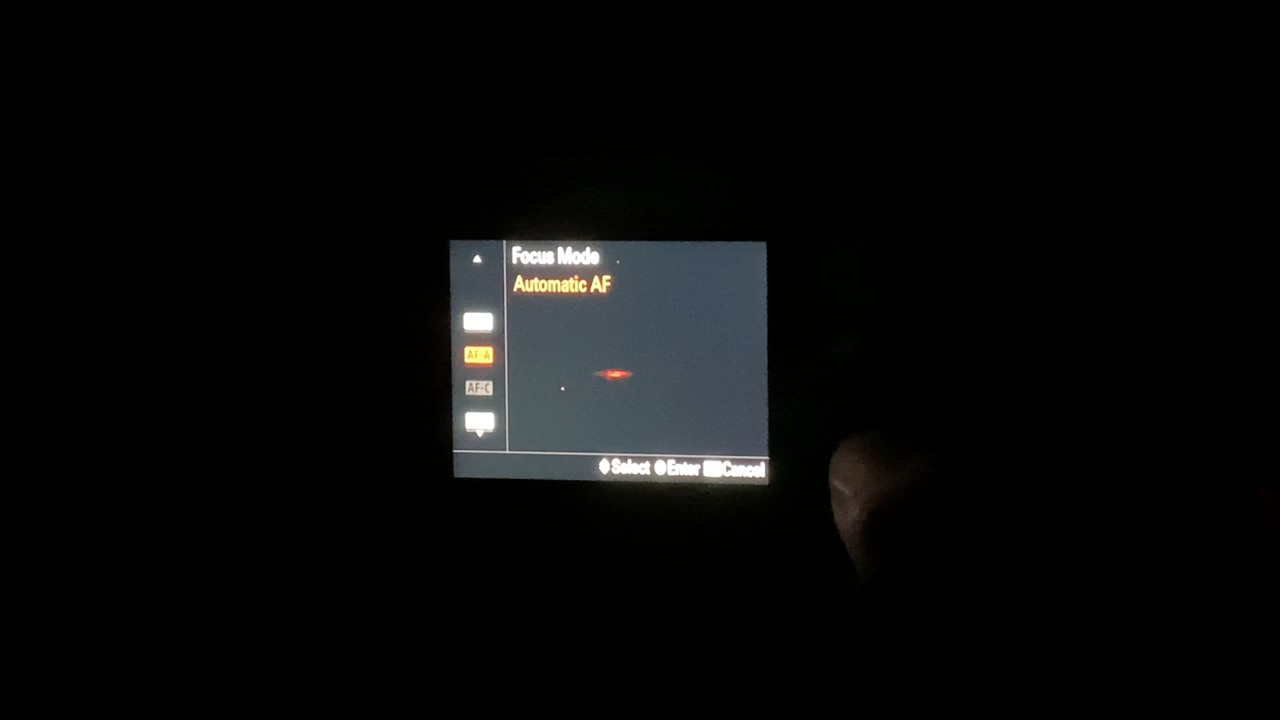 Focus Mode
Automatic AF
AF-A
AF-C
Select Enter Cancel